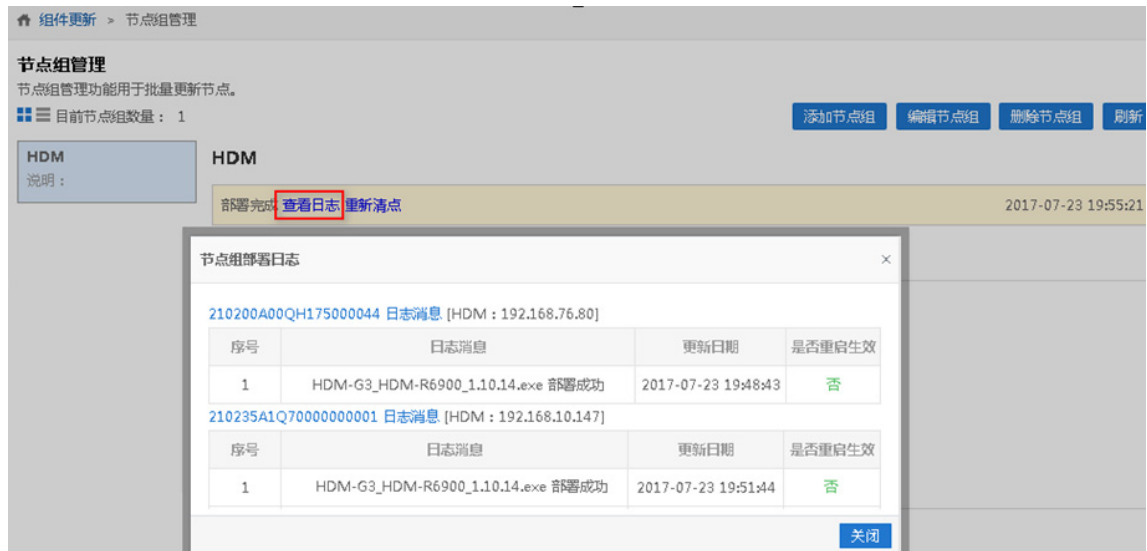 组件更新 > 节点组管理
节点组管理
节点组管理功能用于批量更新节点。
目前节点组数量： 1
添加节点组 编辑节点组 删除节点组 刷新
HDM
说明：
HDM
部署完成 查看日志 重新清点 2017-07-23 19:55:21
节点组部署日志 ×
210200A00QH175000044 日志消息 [HDM：192.168.76.80]
序号 日志消息 更新日期 是否重启生效
1 HDM-G3_HDM-R6900_1.10.14.exe 部署成功 2017-07-23 19:48:43 否
210235A1Q70000000001 日志消息 [HDM：192.168.10.147]
序号 日志消息 更新日期 是否重启生效
1 HDM-G3_HDM-R6900_1.10.14.exe 部署成功 2017-07-23 19:51:44 否
关闭